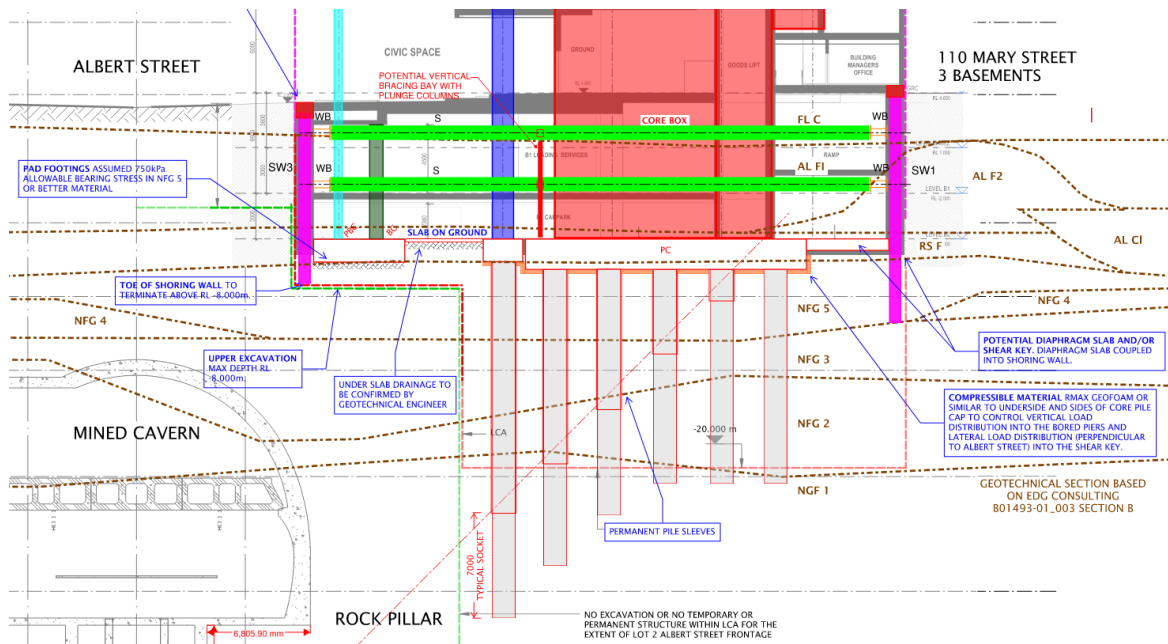 CIVIC SPACE
GROUND
GOODS LIFT
BUILDING
MANAGERS
OFFICE
ALBERT STREET
110 MARY STREET
3 BASEMENTS
POTENTIAL VERTICAL
BRACING BAY WITH
PLUNGE COLUMNS
WB
S
CORE BOX
FL C
WB
PAD FOOTINGS ASSUMED 750kPa
ALLOWABLE BEARING STRESS IN NFG 5
OR BETTER MATERIAL
SW3
WB
S
B1 LOADING SERVICES
AL FI
RAMP
WB
SW1
AL F2
LEVEL B1
RL -2.000
CARPARK
SLAB ON GROUND
PC
RS F
AL CI
TOE OF SHORING WALL TO
TERMINATE ABOVE RL -8.000m.
NFG 4
NFG 5
NFG 4
UPPER EXCAVATION
MAX DEPTH RL
-8.000m.
UNDER SLAB DRAINAGE TO
BE CONFIRMED BY
GEOTECHNICAL ENGINEER
NFG 3
POTENTIAL DIAPHRAGM SLAB AND/OR
SHEAR KEY. DIAPHRAGM SLAB COUPLED
INTO SHORING WALL.
COMPRESSIBLE MATERIAL RMAX GEOFOAM OR
SIMILAR TO UNDERSIDE AND SIDES OF CORE PILE
CAP TO CONTROL VERTICAL LOAD
DISTRIBUTION INTO THE BORED PIERS AND
LATERAL LOAD DISTRIBUTION (PERPENDICULAR
TO ALBERT STREET) INTO THE SHEAR KEY.
MINED CAVERN
LCA
-20.000 m
NFG 2
NGF 1
GEOTECHNICAL SECTION BASED
ON EDG CONSULTING
B01493-01_003 SECTION B
PERMANENT PILE SLEEVES
7000
TYPICAL SOCKET
ROCK PILLAR
NO EXCAVATION OR NO TEMPORARY OR
PERMANENT STRUCTURE WITHIN LCA FOR THE
EXTENT OF LOT 2 ALBERT STREET FRONTAGE
6,805.90 mm